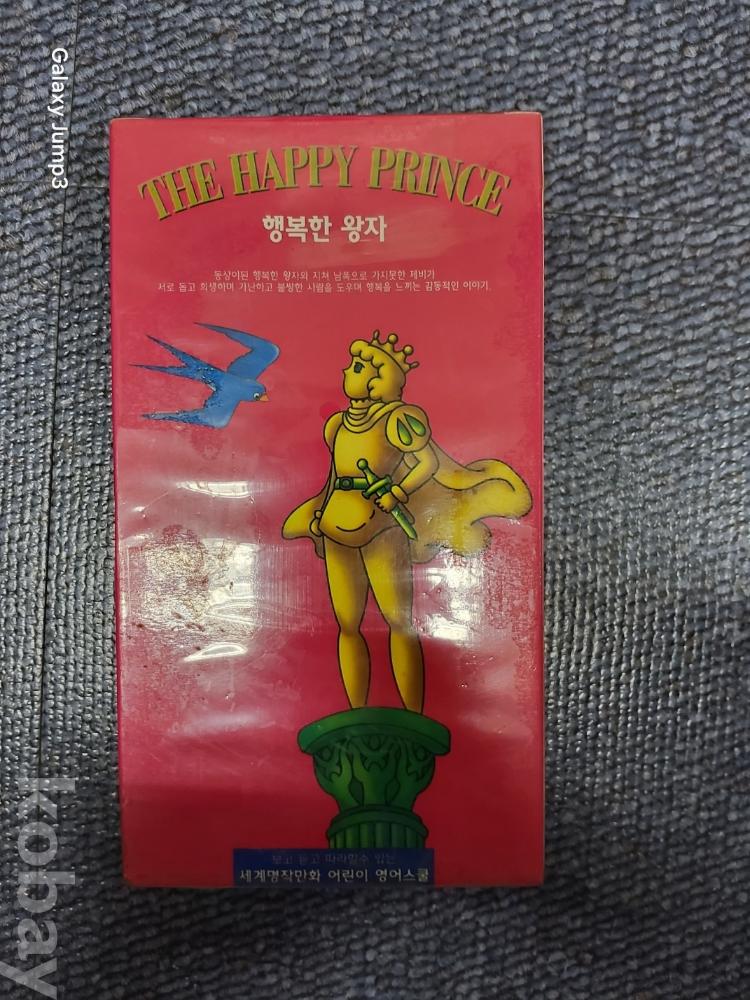 THE HAPPY PRINCE
행복한 왕자
동상이된 행복한 왕자와 지쳐 남쪽으로 가지못한 제비가
서로 돕고 희생하며 가난하고 불쌍한 사람을 도우며 행복을 느끼는 감동적인 이야기.
보고 듣고 따라할수 있는
세계명작만화 어린이 영어스쿨
Galaxy Jump3
kobay